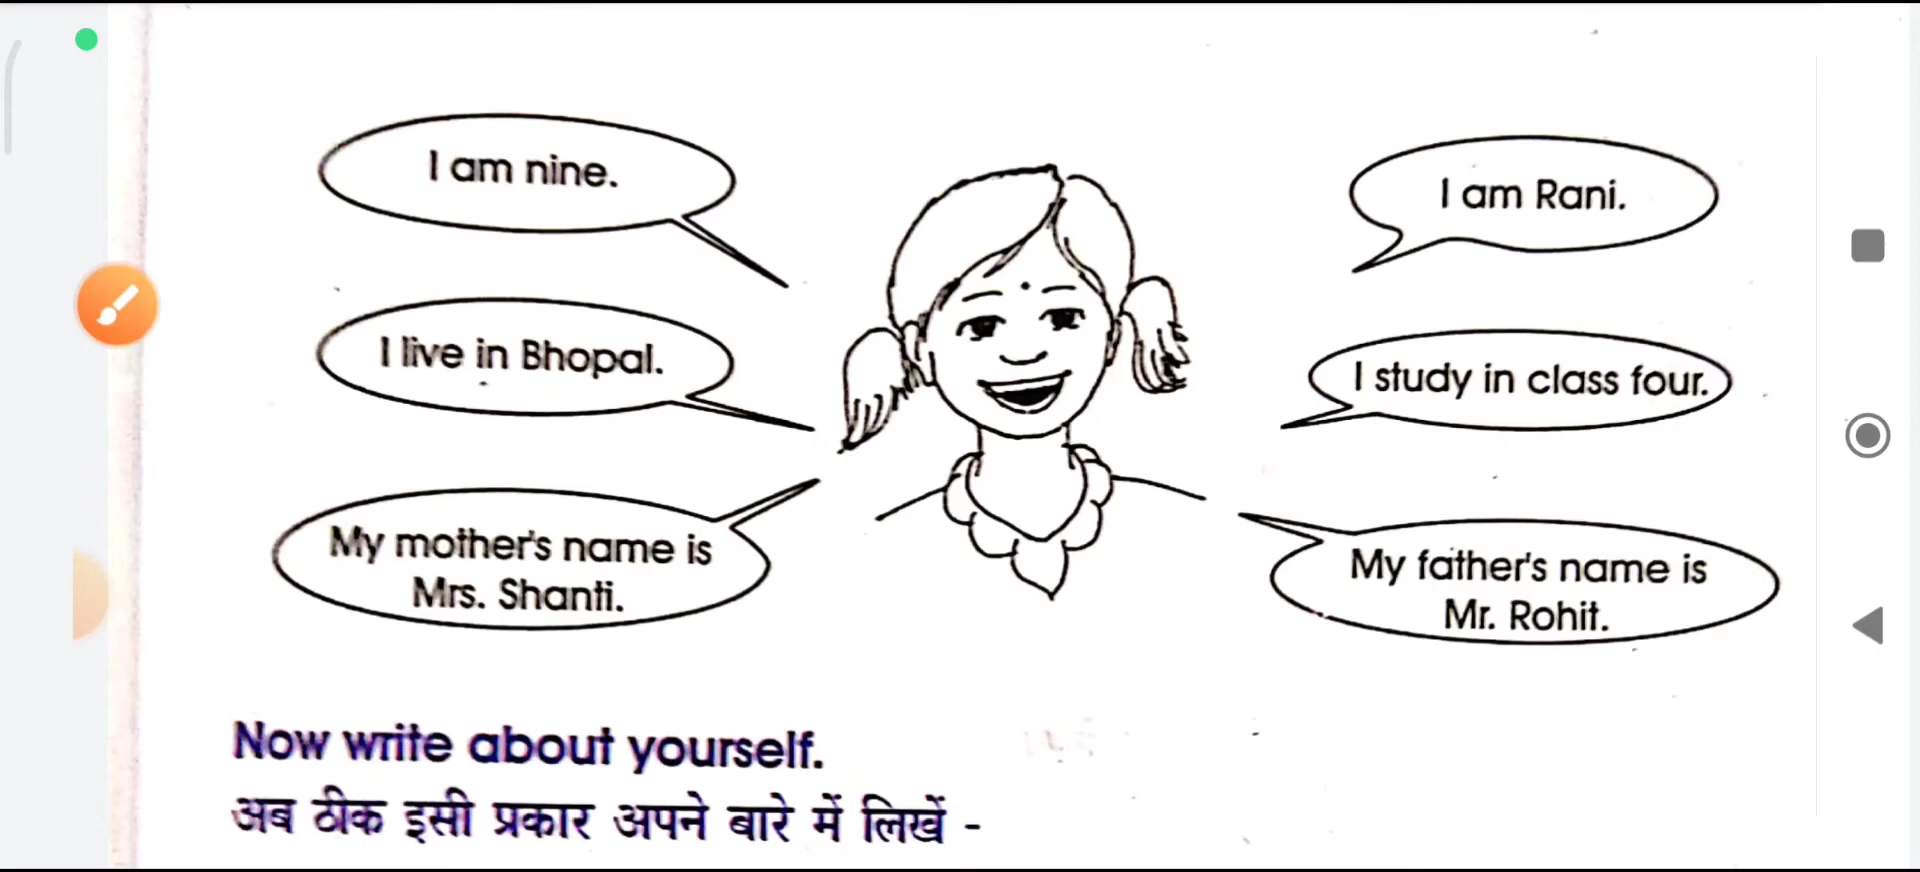 I am nine.
I am Rani.
I live in Bhopal.
I study in class four.
My mother's name is
Mrs. Shanti.
My father's name is
Mr. Rohit.
Now write about yourself.
अब ठीक इसी प्रकार अपने बारे में लिखें -